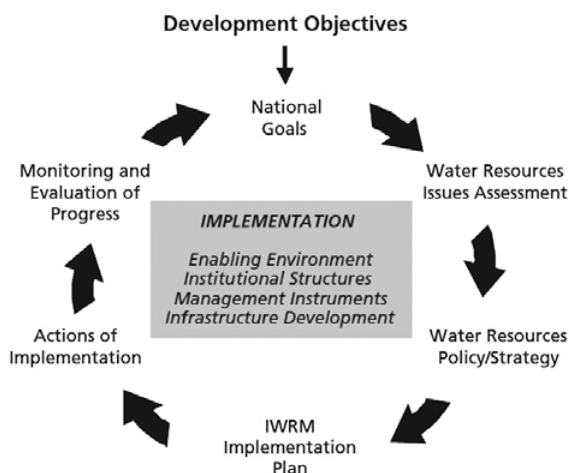 Development Objectives
National
Goals
Water Resources
Issues Assessment
Water Resources
Policy/Strategy
IWRM
Implementation
Plan
Actions of
Implementation
Monitoring and
Evaluation of
Progress
IMPLEMENTATION
Enabling Environment
Institutional Structures
Management Instruments
Infrastructure Development